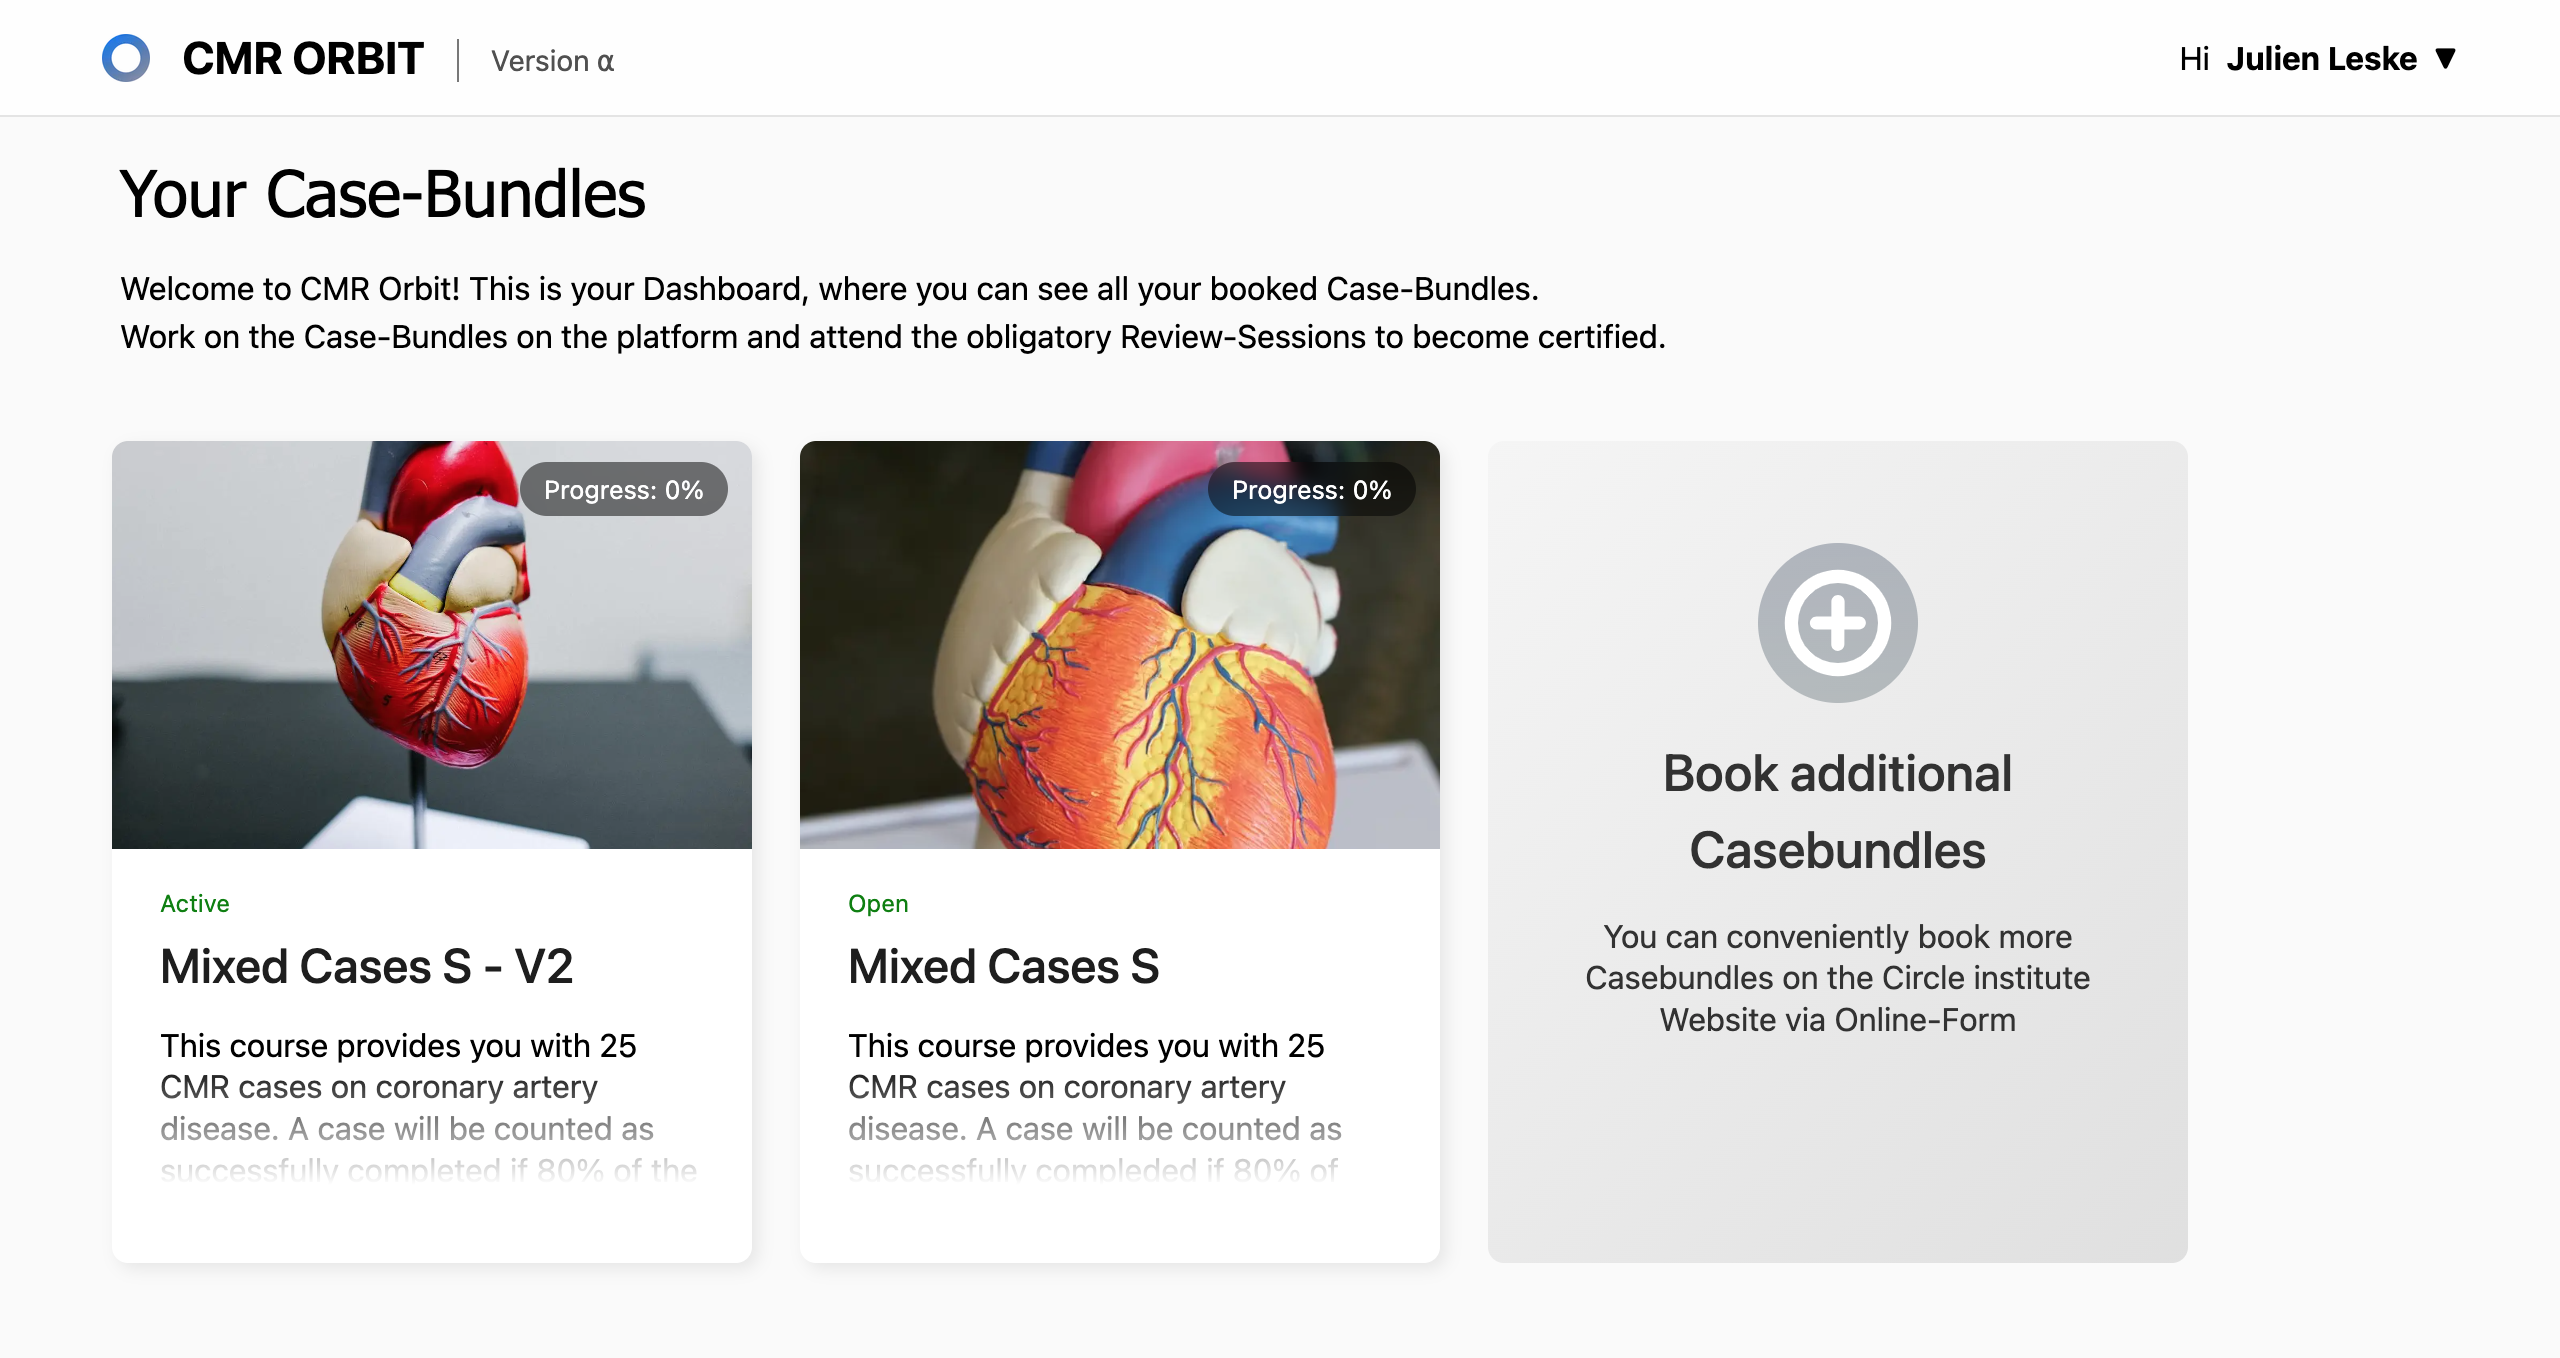 CMR ORBIT
Version α
Hi Julien Leske ▼
Your Case-Bundles
Welcome to CMR Orbit! This is your Dashboard, where you can see all your booked Case-Bundles.
Work on the Case-Bundles on the platform and attend the obligatory Review-Sessions to become certified.
Progress: 0%
Active
Mixed Cases S - V2
This course provides you with 25
CMR cases on coronary artery
disease. A case will be counted as
successfully completed if 80% of the
Progress: 0%
Open
Mixed Cases S
This course provides you with 25
CMR cases on coronary artery
disease. A case will be counted as
successfully compleded if 80% of
Book additional
Casebundles
You can conveniently book more
Casebundles on the Circle institute
Website via Online-Form